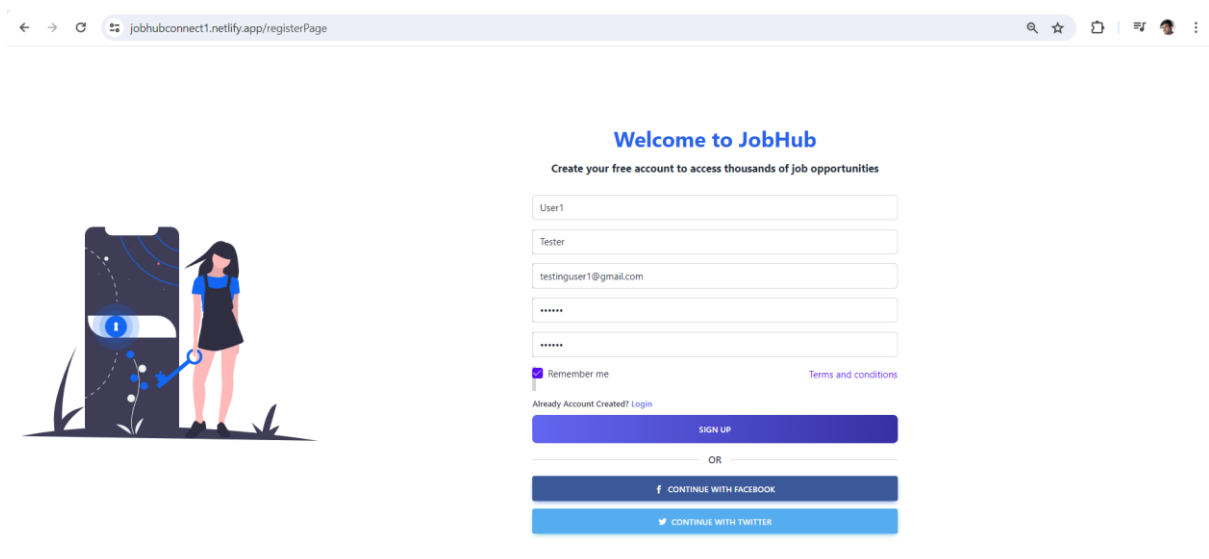 jobhubconnect1.netlify.app/registerPage
Welcome to JobHub
Create your free account to access thousands of job opportunities
User1
Tester
testinguser1@gmail.com
••••••
••••••
Remember me Terms and conditions
Already Account Created? Login
SIGN UP
OR
f CONTINUE WITH FACEBOOK
CONTINUE WITH TWITTER